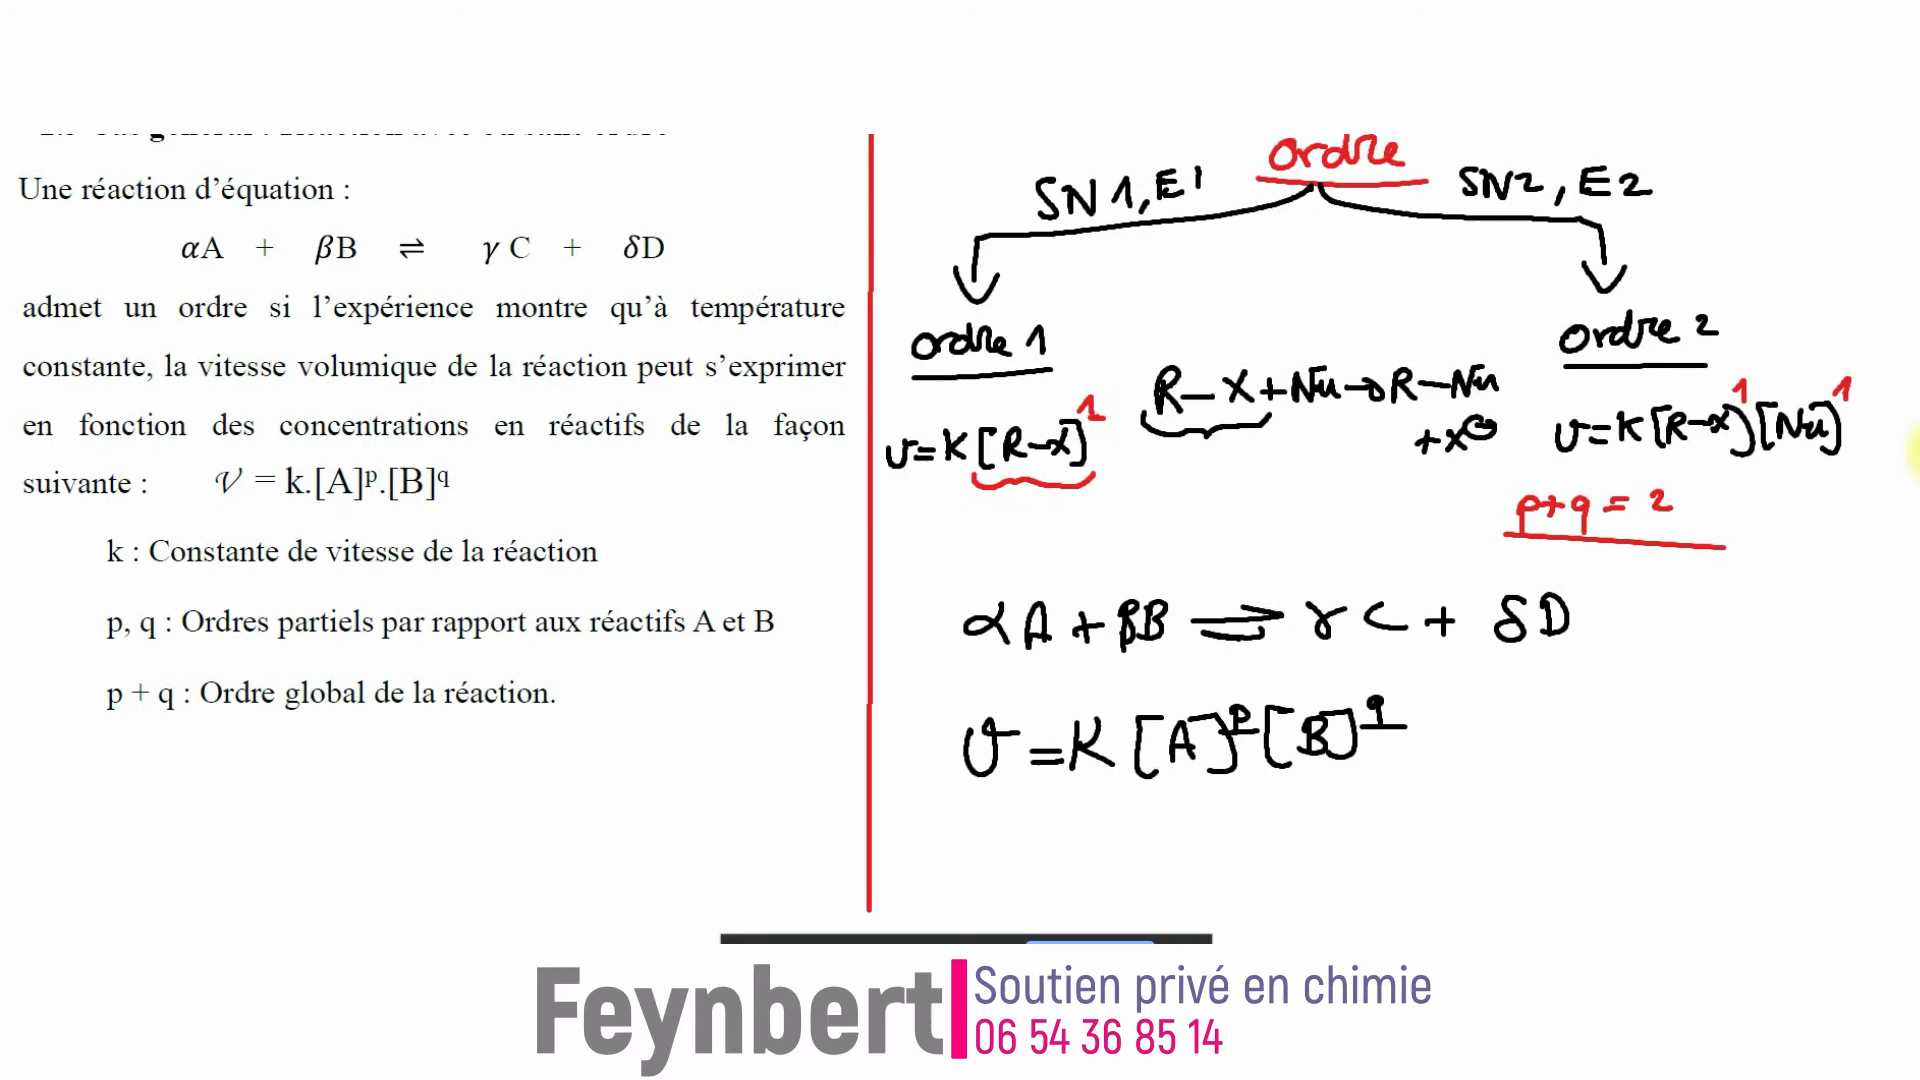 Une réaction d’équation :
αA + βB ⇌ γ C + δD
admet un ordre si l’expérience montre qu’à température
constante, la vitesse volumique de la réaction peut s’exprimer
en fonction des concentrations en réactifs de la façon
suivante : 𝒱 = k.[A]ᵖ.[B]^q
k : Constante de vitesse de la réaction
p, q : Ordres partiels par rapport aux réactifs A et B
p + q : Ordre global de la réaction.
ordre
SN1, E1
SN2, E2
ordre 1
ordre 2
R-X + Nu → R-Nu
+ X⊖
v = K [R-X]¹
v = K [R-X]¹ [Nu]¹
p+q = 2
αA + βB ⇌ γC + δD
v = K [A]ᵖ [B]^q
Feynbert
Soutien privé en chimie
06 54 36 85 14